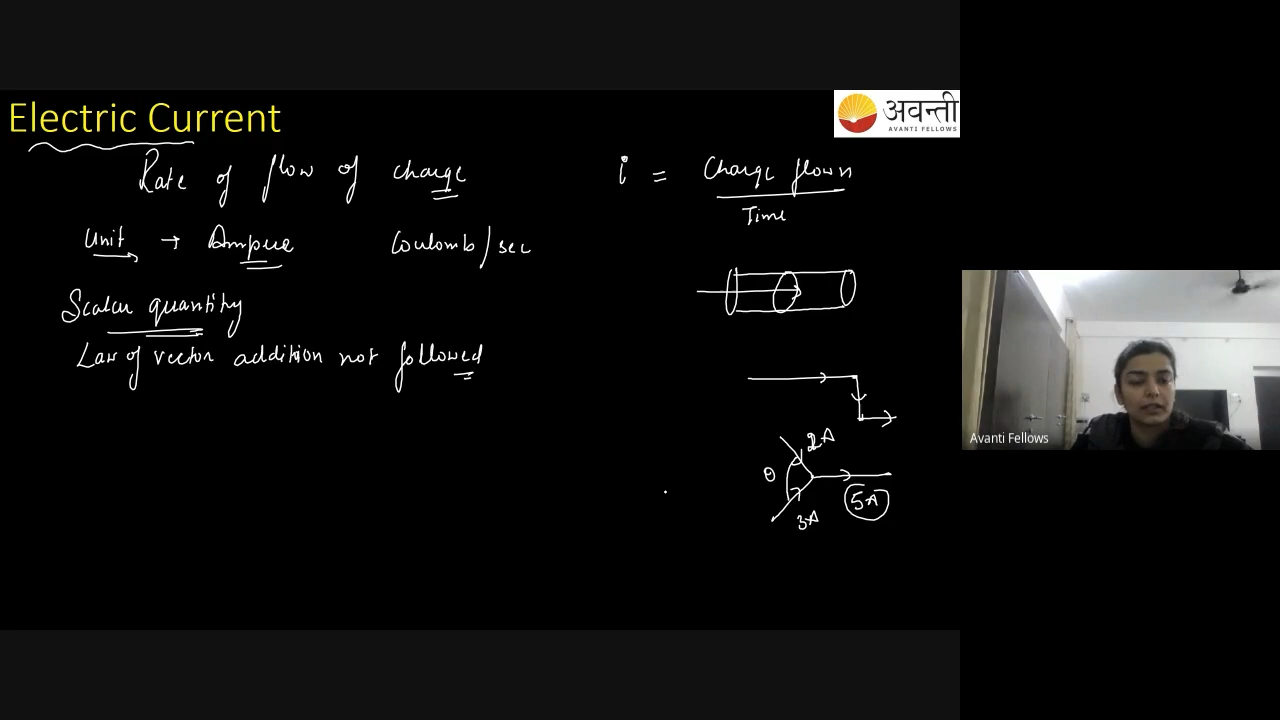 Electric Current
अवन्ती
AVANTI FELLOWS
Rate of flow of charge
i = Charge flown
Time
Unit → Ampere Coulomb/sec
Scalar quantity
Law of vector addition not followed
2A
θ
5A
3A
Avanti Fellows